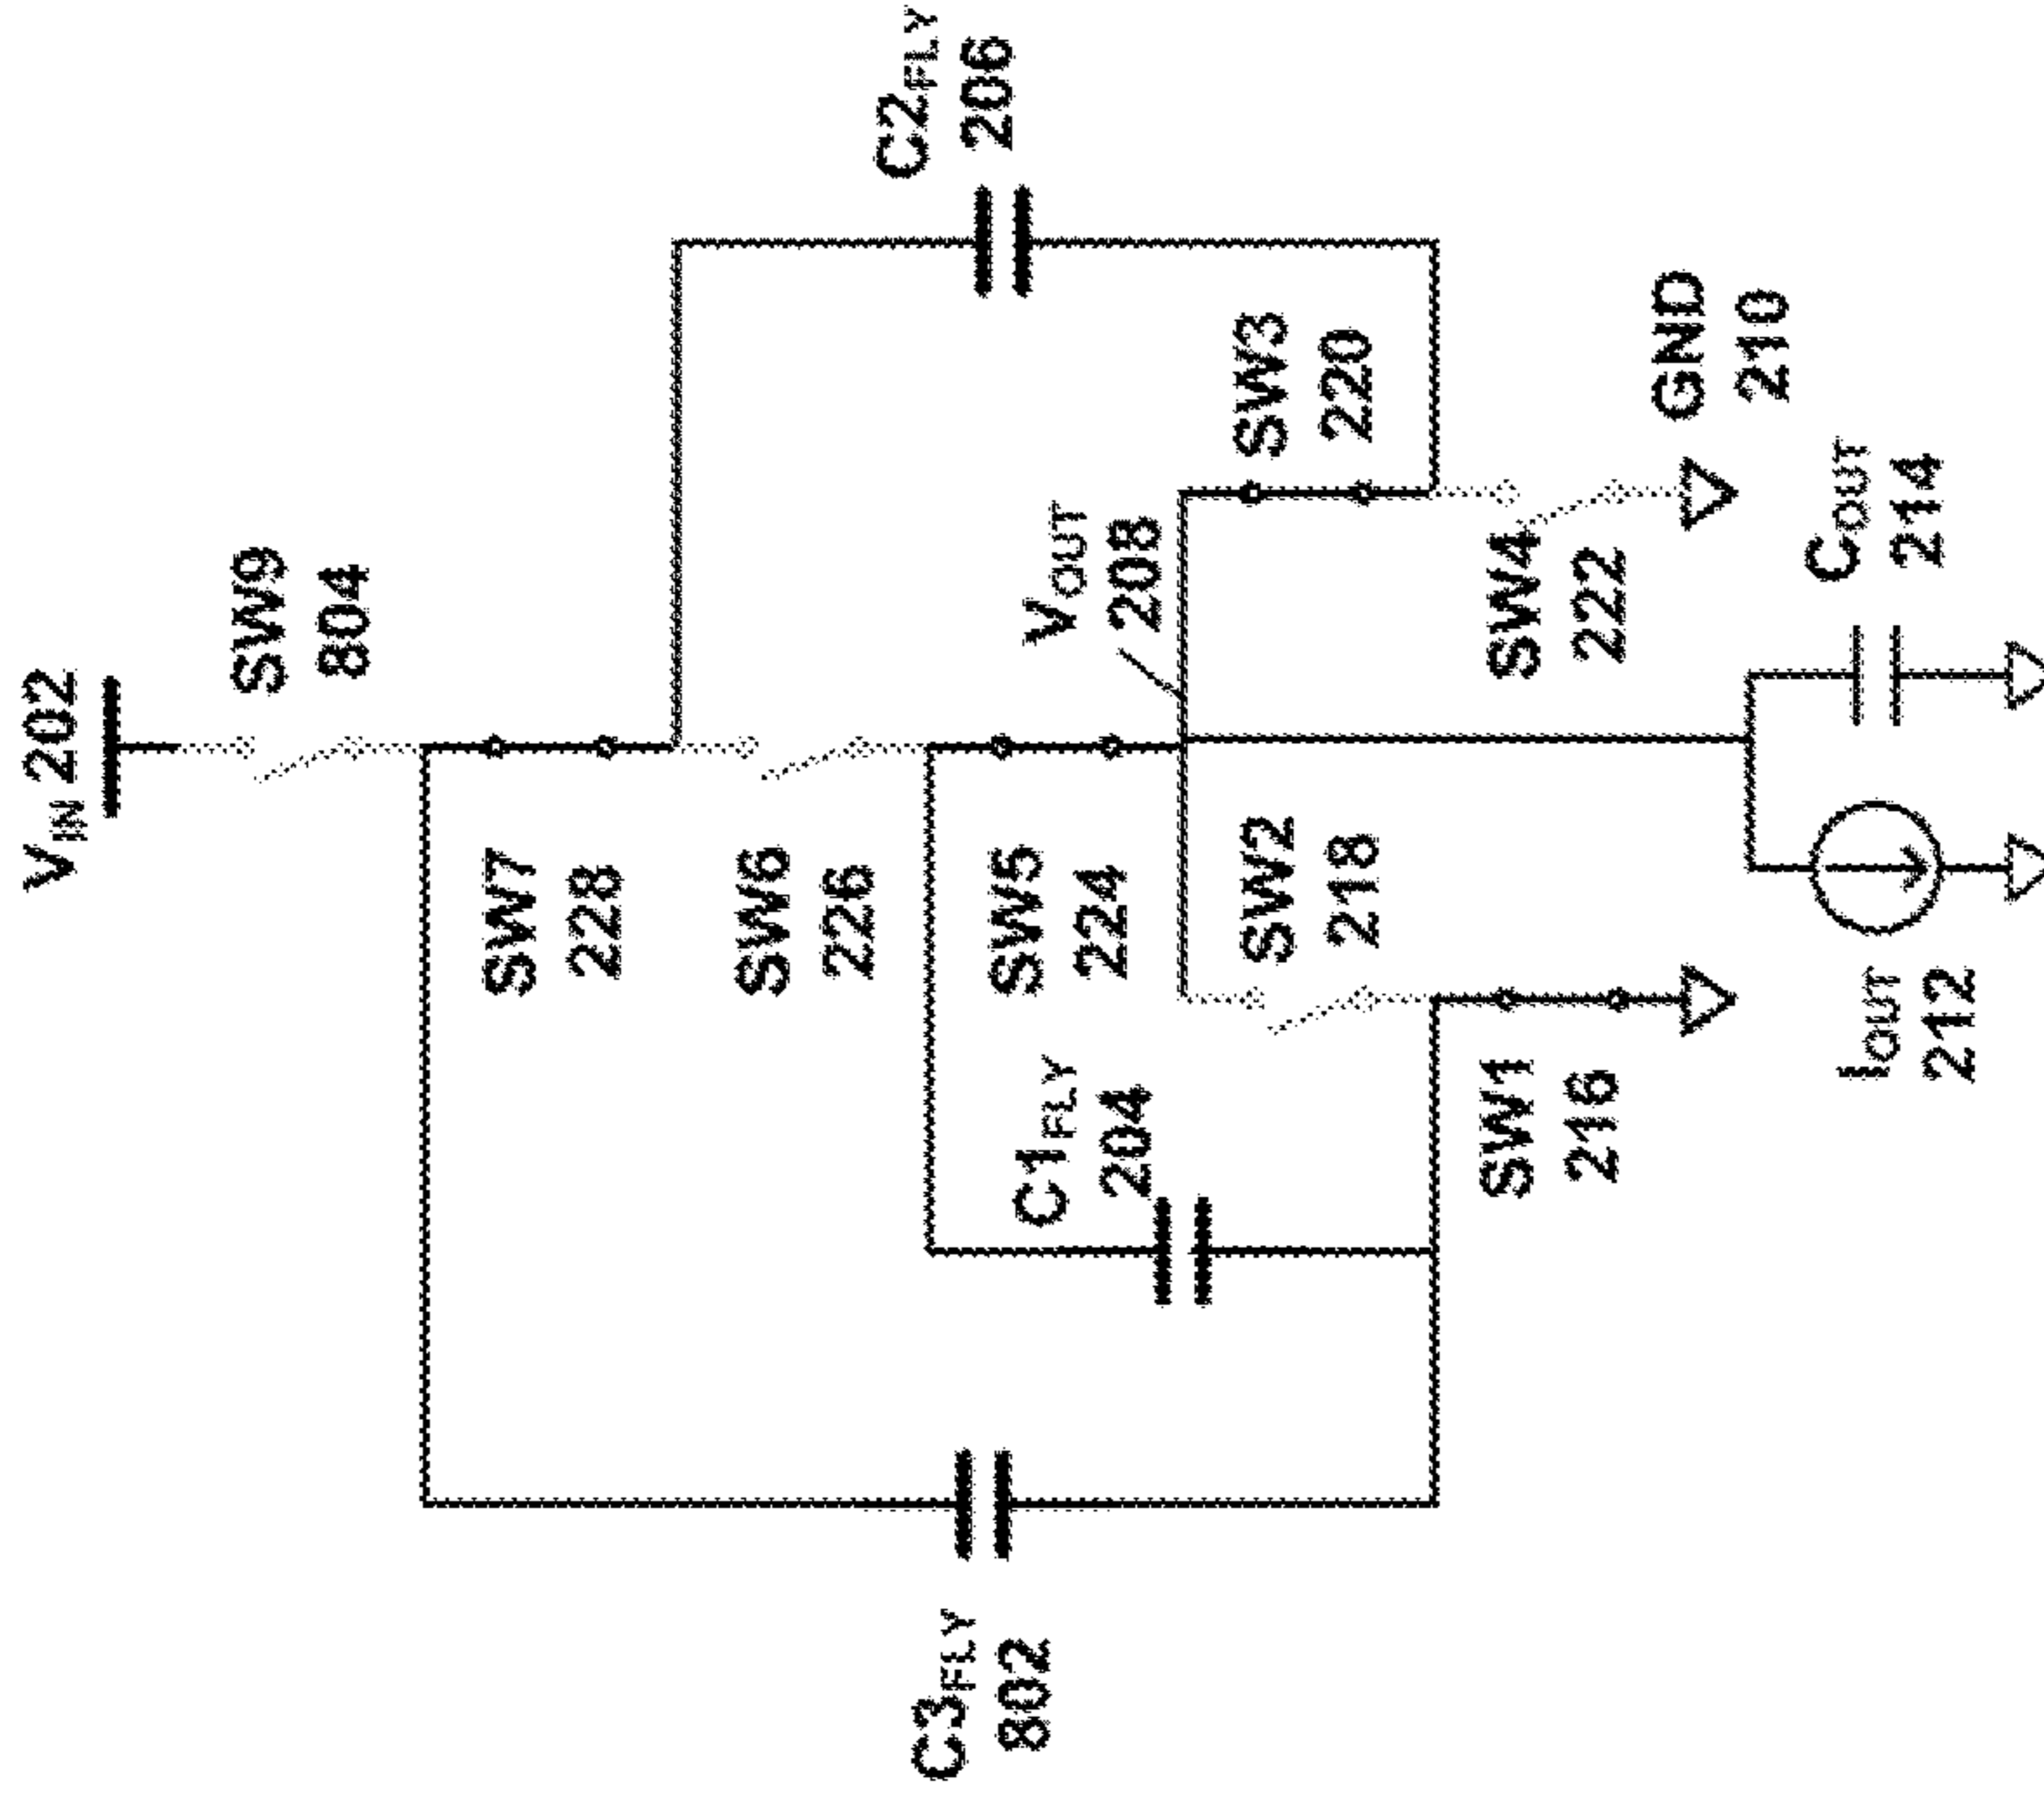 V_IN 202
SW9
804
C2_FLY
206
SW7
228
SW6
226
V_OUT
208
SW5
224
SW3
220
C1_FLY
204
SW2
218
C3_FLY
802
SW4
222
GND
210
SW1
216
C_OUT
214
I_OUT
212